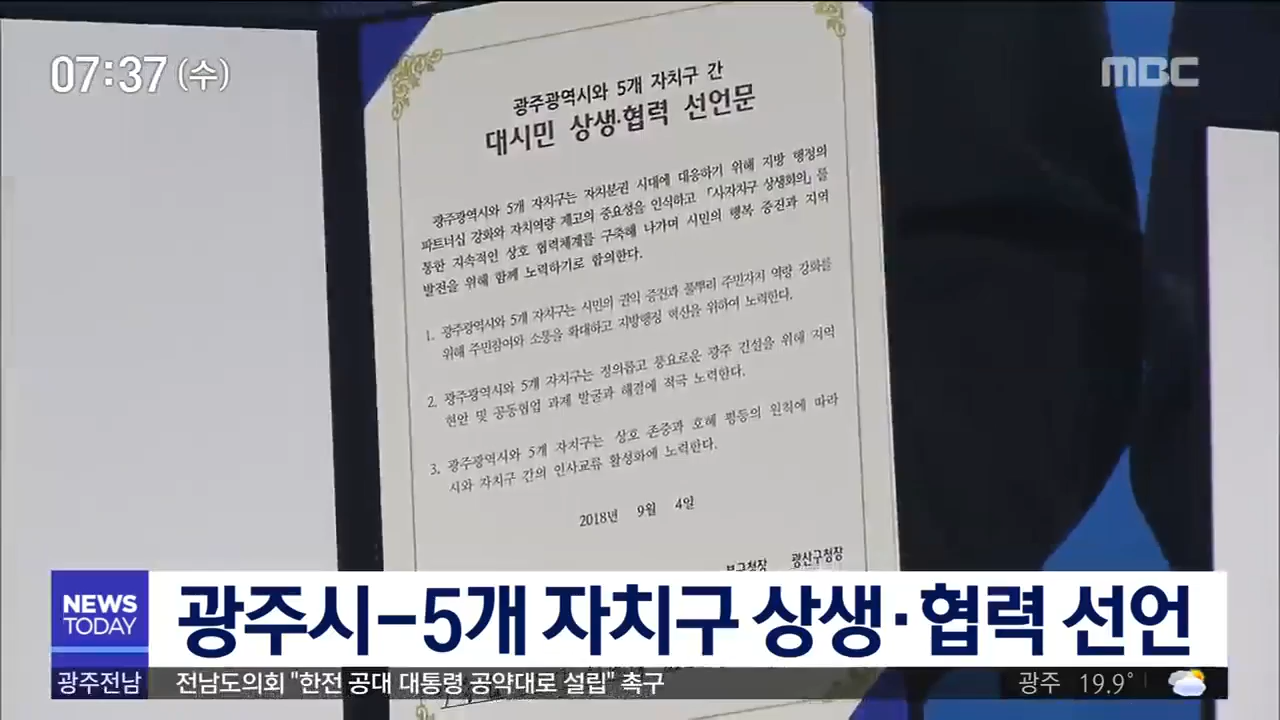 07:37 (수)
MBC
광주광역시와 5개 자치구 간
대시민 상생·협력 선언문
광주광역시와 5개 자치구는 자치분권 시대에 대응하기 위해 지방 행정의
파트너십 강화와 자치역량 제고의 중요성을 인식하고 「시자치구 상생회의」를
통한 지속적인 상호 협력체계를 구축해 나가며 시민의 행복 증진과 지역
발전을 위해 함께 노력하기로 합의한다.
1. 광주광역시와 5개 자치구는 시민의 권익 증진과 풀뿌리 주민자치 역량 강화를
위해 주민참여와 소통을 확대하고 지방행정 혁신을 위하여 노력한다.
2. 광주광역시와 5개 자치구는 정의롭고 풍요로운 광주 건설을 위해 지역
현안 및 공동협업 과제 발굴과 해결에 적극 노력한다.
3. 광주광역시와 5개 자치구는 상호 존중과 호혜 평등의 원칙에 따라
시와 자치구 간의 인사교류 활성화에 노력한다.
2018년 9월 4일
북구청장 광산구청장
NEWS
TODAY
광주시-5개 자치구 상생·협력 선언
광주전남
전남도의회 "한전 공대 대통령 공약대로 설립" 촉구
광주 19.9°